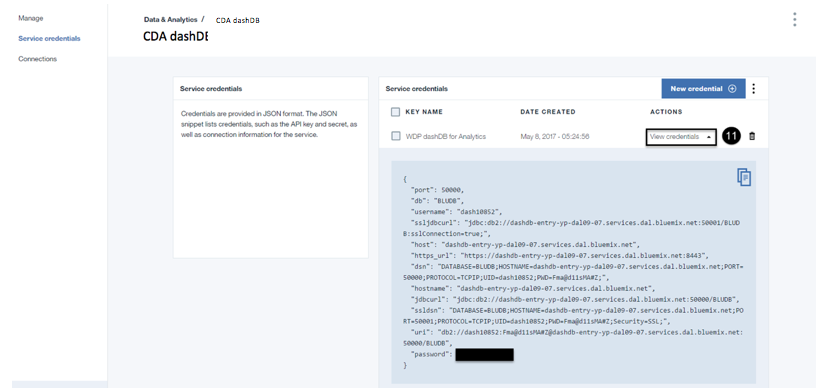 Manage
Service credentials
Connections
Data & Analytics / CDA dashDB
CDA dashDB
Service credentials
Credentials are provided in JSON format. The JSON
snippet lists credentials, such as the API key and secret, as
well as connection information for the service.
Service credentials
New credential
KEY NAME DATE CREATED ACTIONS
WDP dashDB for Analytics May 8, 2017 - 05:24:56 View credentials 11
{
"port": 50000,
"db": "BLUDB",
"username": "dash10852",
"ssljdbcurl": "jdbc:db2://dashdb-entry-yp-dal09-07.services.dal.bluemix.net:50001/BLUD
B:sslConnection=true;",
"host": "dashdb-entry-yp-dal09-07.services.dal.bluemix.net",
"https_url": "https://dashdb-entry-yp-dal09-07.services.dal.bluemix.net:8443",
"dsn": "DATABASE=BLUDB;HOSTNAME=dashdb-entry-yp-dal09-07.services.dal.bluemix.net;PORT=
50000;PROTOCOL=TCPIP;UID=dash10852;PWD=Fma@d11sMA#Z;",
"hostname": "dashdb-entry-yp-dal09-07.services.dal.bluemix.net",
"jdbcurl": "jdbc:db2://dashdb-entry-yp-dal09-07.services.dal.bluemix.net:50000/BLUDB",
"ssldsn": "DATABASE=BLUDB;HOSTNAME=dashdb-entry-yp-dal09-07.services.dal.bluemix.net;PO
RT=50001;PROTOCOL=TCPIP;UID=dash10852;PWD=Fma@d11sMA#Z;Security=SSL;",
"uri": "db2://dash10852:Fma@d11sMA#Z@dashdb-entry-yp-dal09-07.services.dal.bluemix.net:
50000/BLUDB",
"password":
}